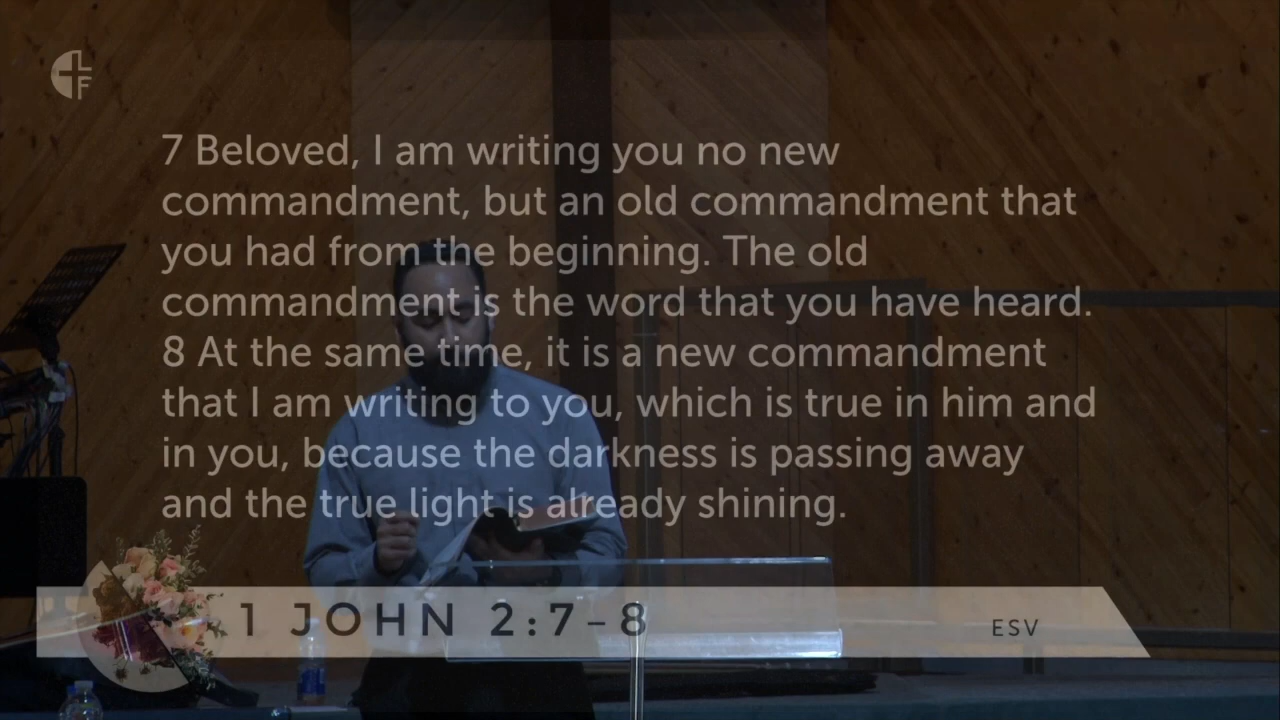 LF
7 Beloved, I am writing you no new
commandment, but an old commandment that
you had from the beginning. The old
commandment is the word that you have heard.
8 At the same time, it is a new commandment
that I am writing to you, which is true in him and
in you, because the darkness is passing away
and the true light is already shining.
1 JOHN 2:7–8
ESV